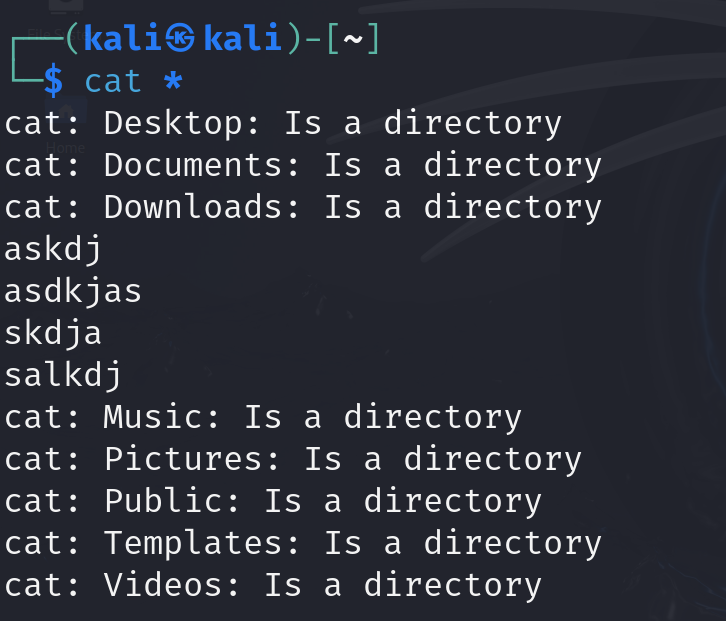 ┌──(kali㉿kali)-[~]
└─$ cat *
cat: Desktop: Is a directory
cat: Documents: Is a directory
cat: Downloads: Is a directory
askdj
asdkjas
skdja
salkdj
cat: Music: Is a directory
cat: Pictures: Is a directory
cat: Public: Is a directory
cat: Templates: Is a directory
cat: Videos: Is a directory
Home